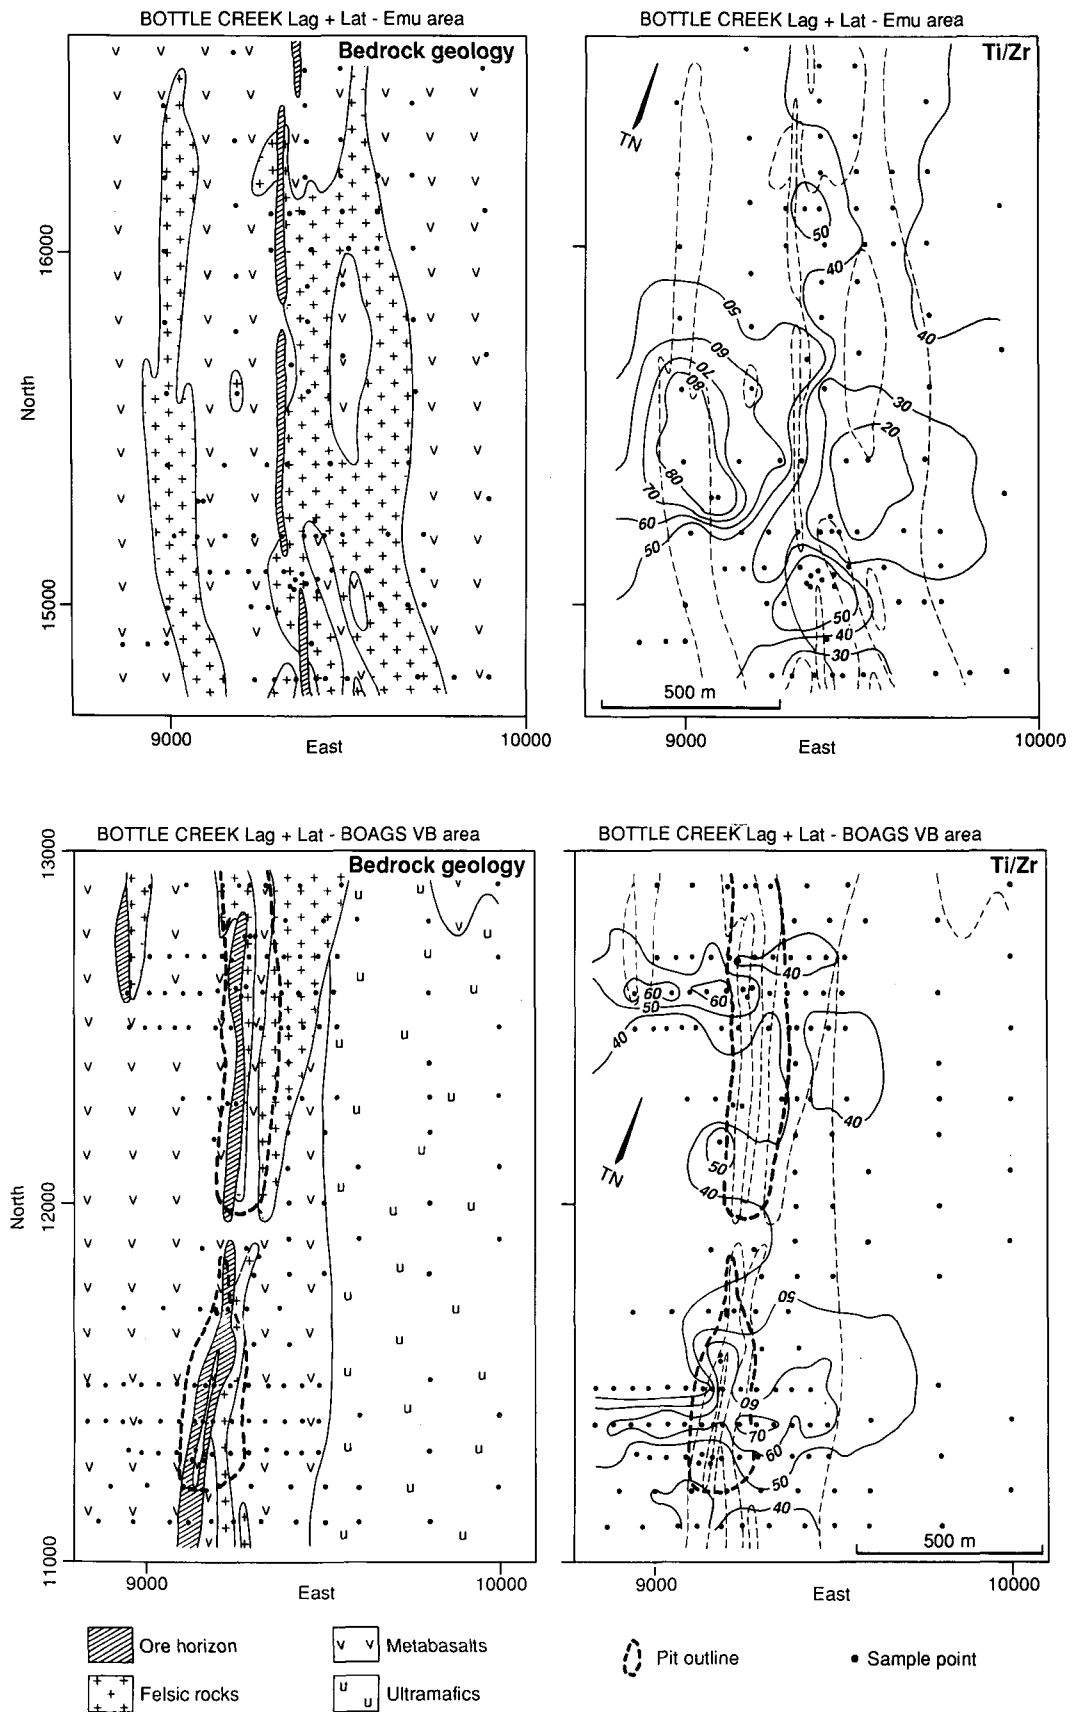 BOTTLE CREEK Lag + Lat - Emu area
Bedrock geology
North
16000
15000
9000
East
10000
BOTTLE CREEK Lag + Lat - Emu area
Ti/Zr
TN
50
40
50
60
70
80
40
30
20
80
70
60
50
50
40
30
500 m
9000
East
10000
BOTTLE CREEK Lag + Lat - BOAGS VB area
Bedrock geology
13000
North
12000
11000
9000
East
10000
BOTTLE CREEK Lag + Lat - BOAGS VB area
Ti/Zr
40
60
60
50
40
40
TN
50
40
50
60
70
60
50
40
500 m
9000
East
10000
Ore horizon
Metabasalts
Pit outline
Sample point
Felsic rocks
Ultramafics